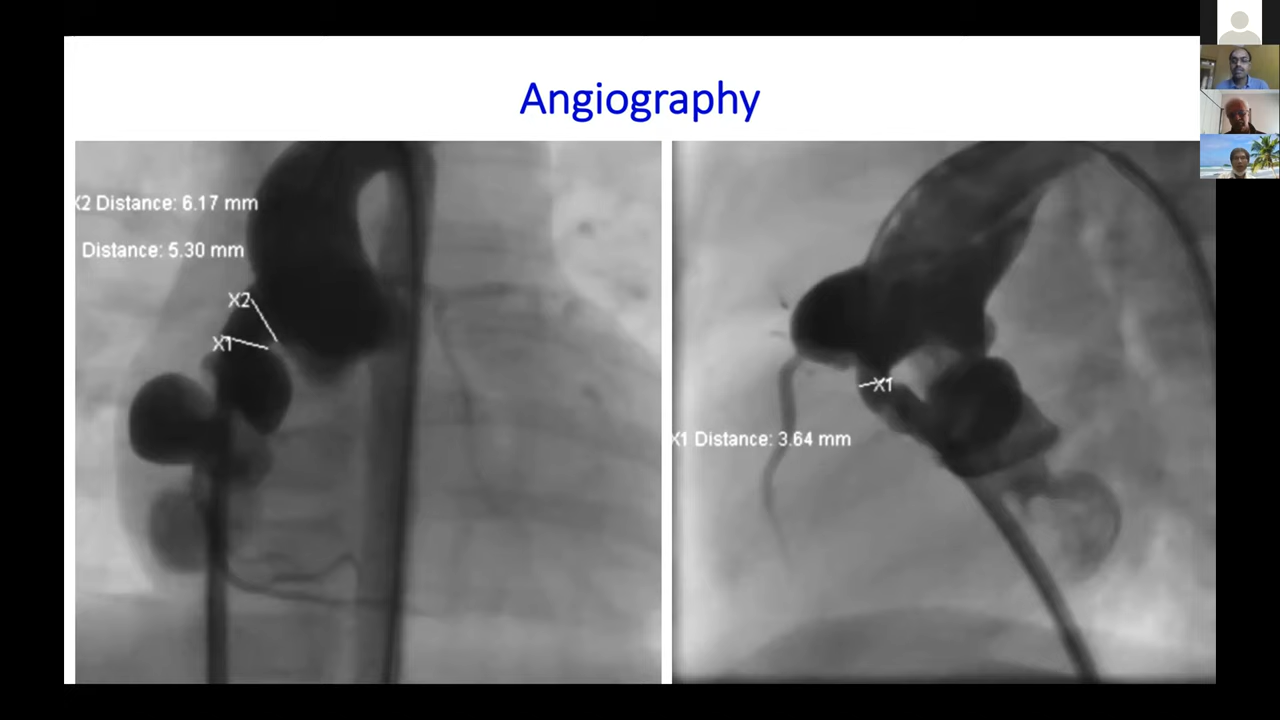 Angiography
X2 Distance: 6.17 mm
Distance: 5.30 mm
X2
X1
X1
X1 Distance: 3.64 mm